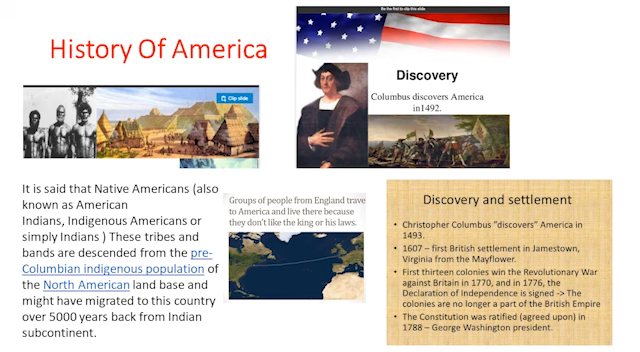 History Of America
Be the first to clip this slide
Discovery
Columbus discovers America
in1492.
Clip slide
It is said that Native Americans (also
known as American
Indians, Indigenous Americans or
simply Indians ) These tribes and
bands are descended from the pre-
Columbian indigenous population of
the North American land base and
might have migrated to this country
over 5000 years back from Indian
subcontinent.
Groups of people from England trave
to America and live there because
they don't like the king or his laws.
Discovery and settlement
• Christopher Columbus "discovers" America in
1493.
• 1607 – first British settlement in Jamestown,
Virginia from the Mayflower.
• First thirteen colonies win the Revolutionary War
against Britain in 1770, and in 1776, the
Declaration of Independence is signed -> The
colonies are no longer a part of the British Empire
• The Constitution was ratified (agreed upon) in
1788 – George Washington president.